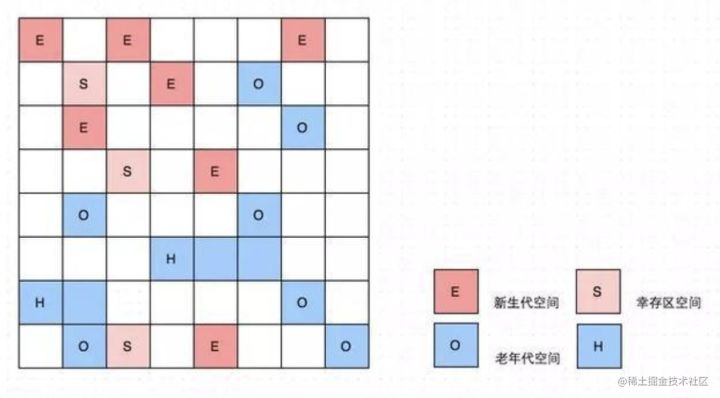 E E E
S E O
E O
S E
O O
H
H O
O S E O
E 新生代空间 S 幸存区空间
O 老年代空间 H
@稀土掘金技术社区